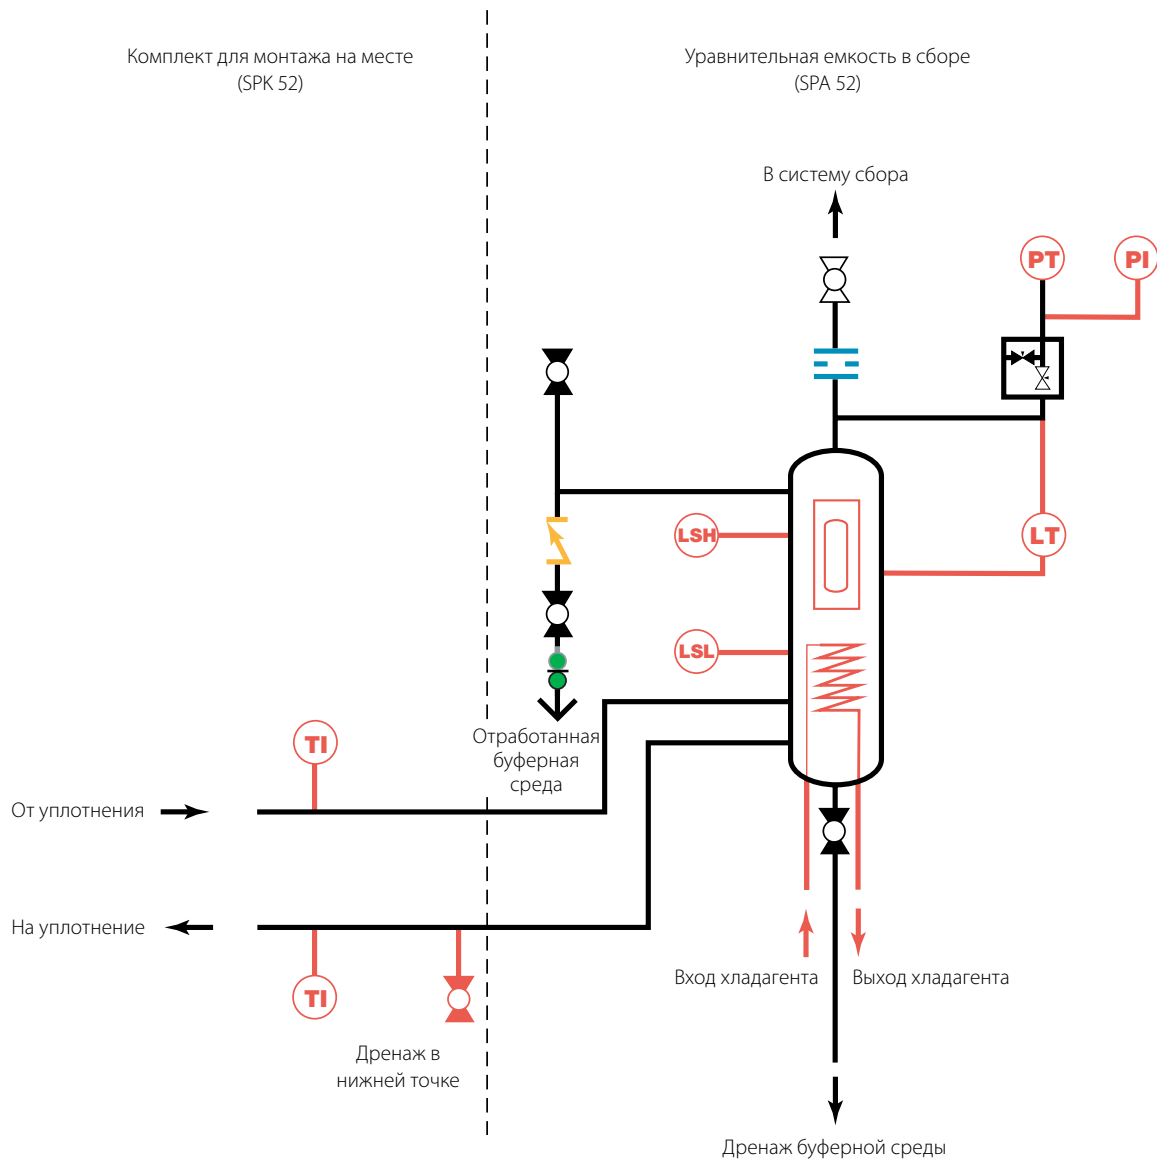 Комплект для монтажа на месте
(SPK 52)
Уравнительная емкость в сборе
(SPA 52)
В систему сбора
PT
PI
LSH
LT
LSL
Отработанная
буферная
среда
TI
От уплотнения
На уплотнение
TI
Вход хладагента
Выход хладагента
Дренаж в
нижней точке
Дренаж буферной среды